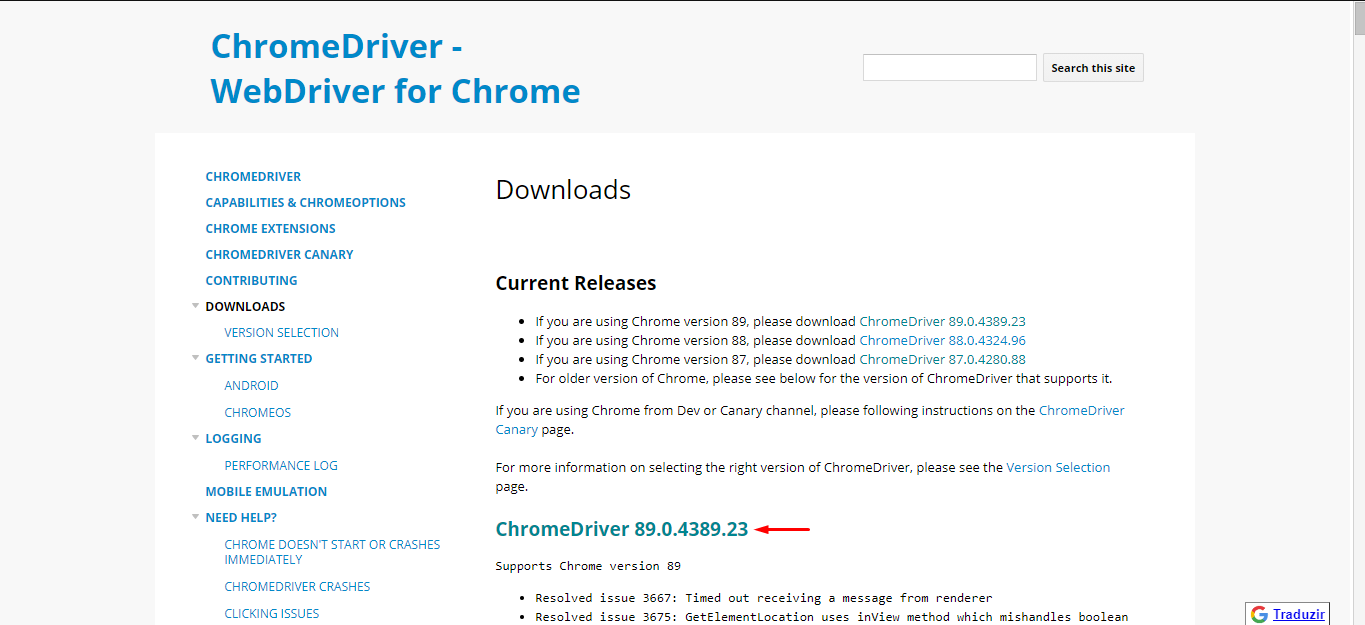 ChromeDriver -
WebDriver for Chrome
Search this site
CHROMEDRIVER
CAPABILITIES & CHROMEOPTIONS
CHROME EXTENSIONS
CHROMEDRIVER CANARY
CONTRIBUTING
DOWNLOADS
VERSION SELECTION
GETTING STARTED
ANDROID
CHROMEOS
LOGGING
PERFORMANCE LOG
MOBILE EMULATION
NEED HELP?
CHROME DOESN'T START OR CRASHES
IMMEDIATELY
CHROMEDRIVER CRASHES
CLICKING ISSUES
Downloads
Current Releases
• If you are using Chrome version 89, please download ChromeDriver 89.0.4389.23
• If you are using Chrome version 88, please download ChromeDriver 88.0.4324.96
• If you are using Chrome version 87, please download ChromeDriver 87.0.4280.88
• For older version of Chrome, please see below for the version of ChromeDriver that supports it.
If you are using Chrome from Dev or Canary channel, please following instructions on the ChromeDriver
Canary page.
For more information on selecting the right version of ChromeDriver, please see the Version Selection
page.
ChromeDriver 89.0.4389.23
Supports Chrome version 89
• Resolved issue 3667: Timed out receiving a message from renderer
• Resolved issue 3675: GetElementLocation uses inView method which mishandles boolean
Traduzir